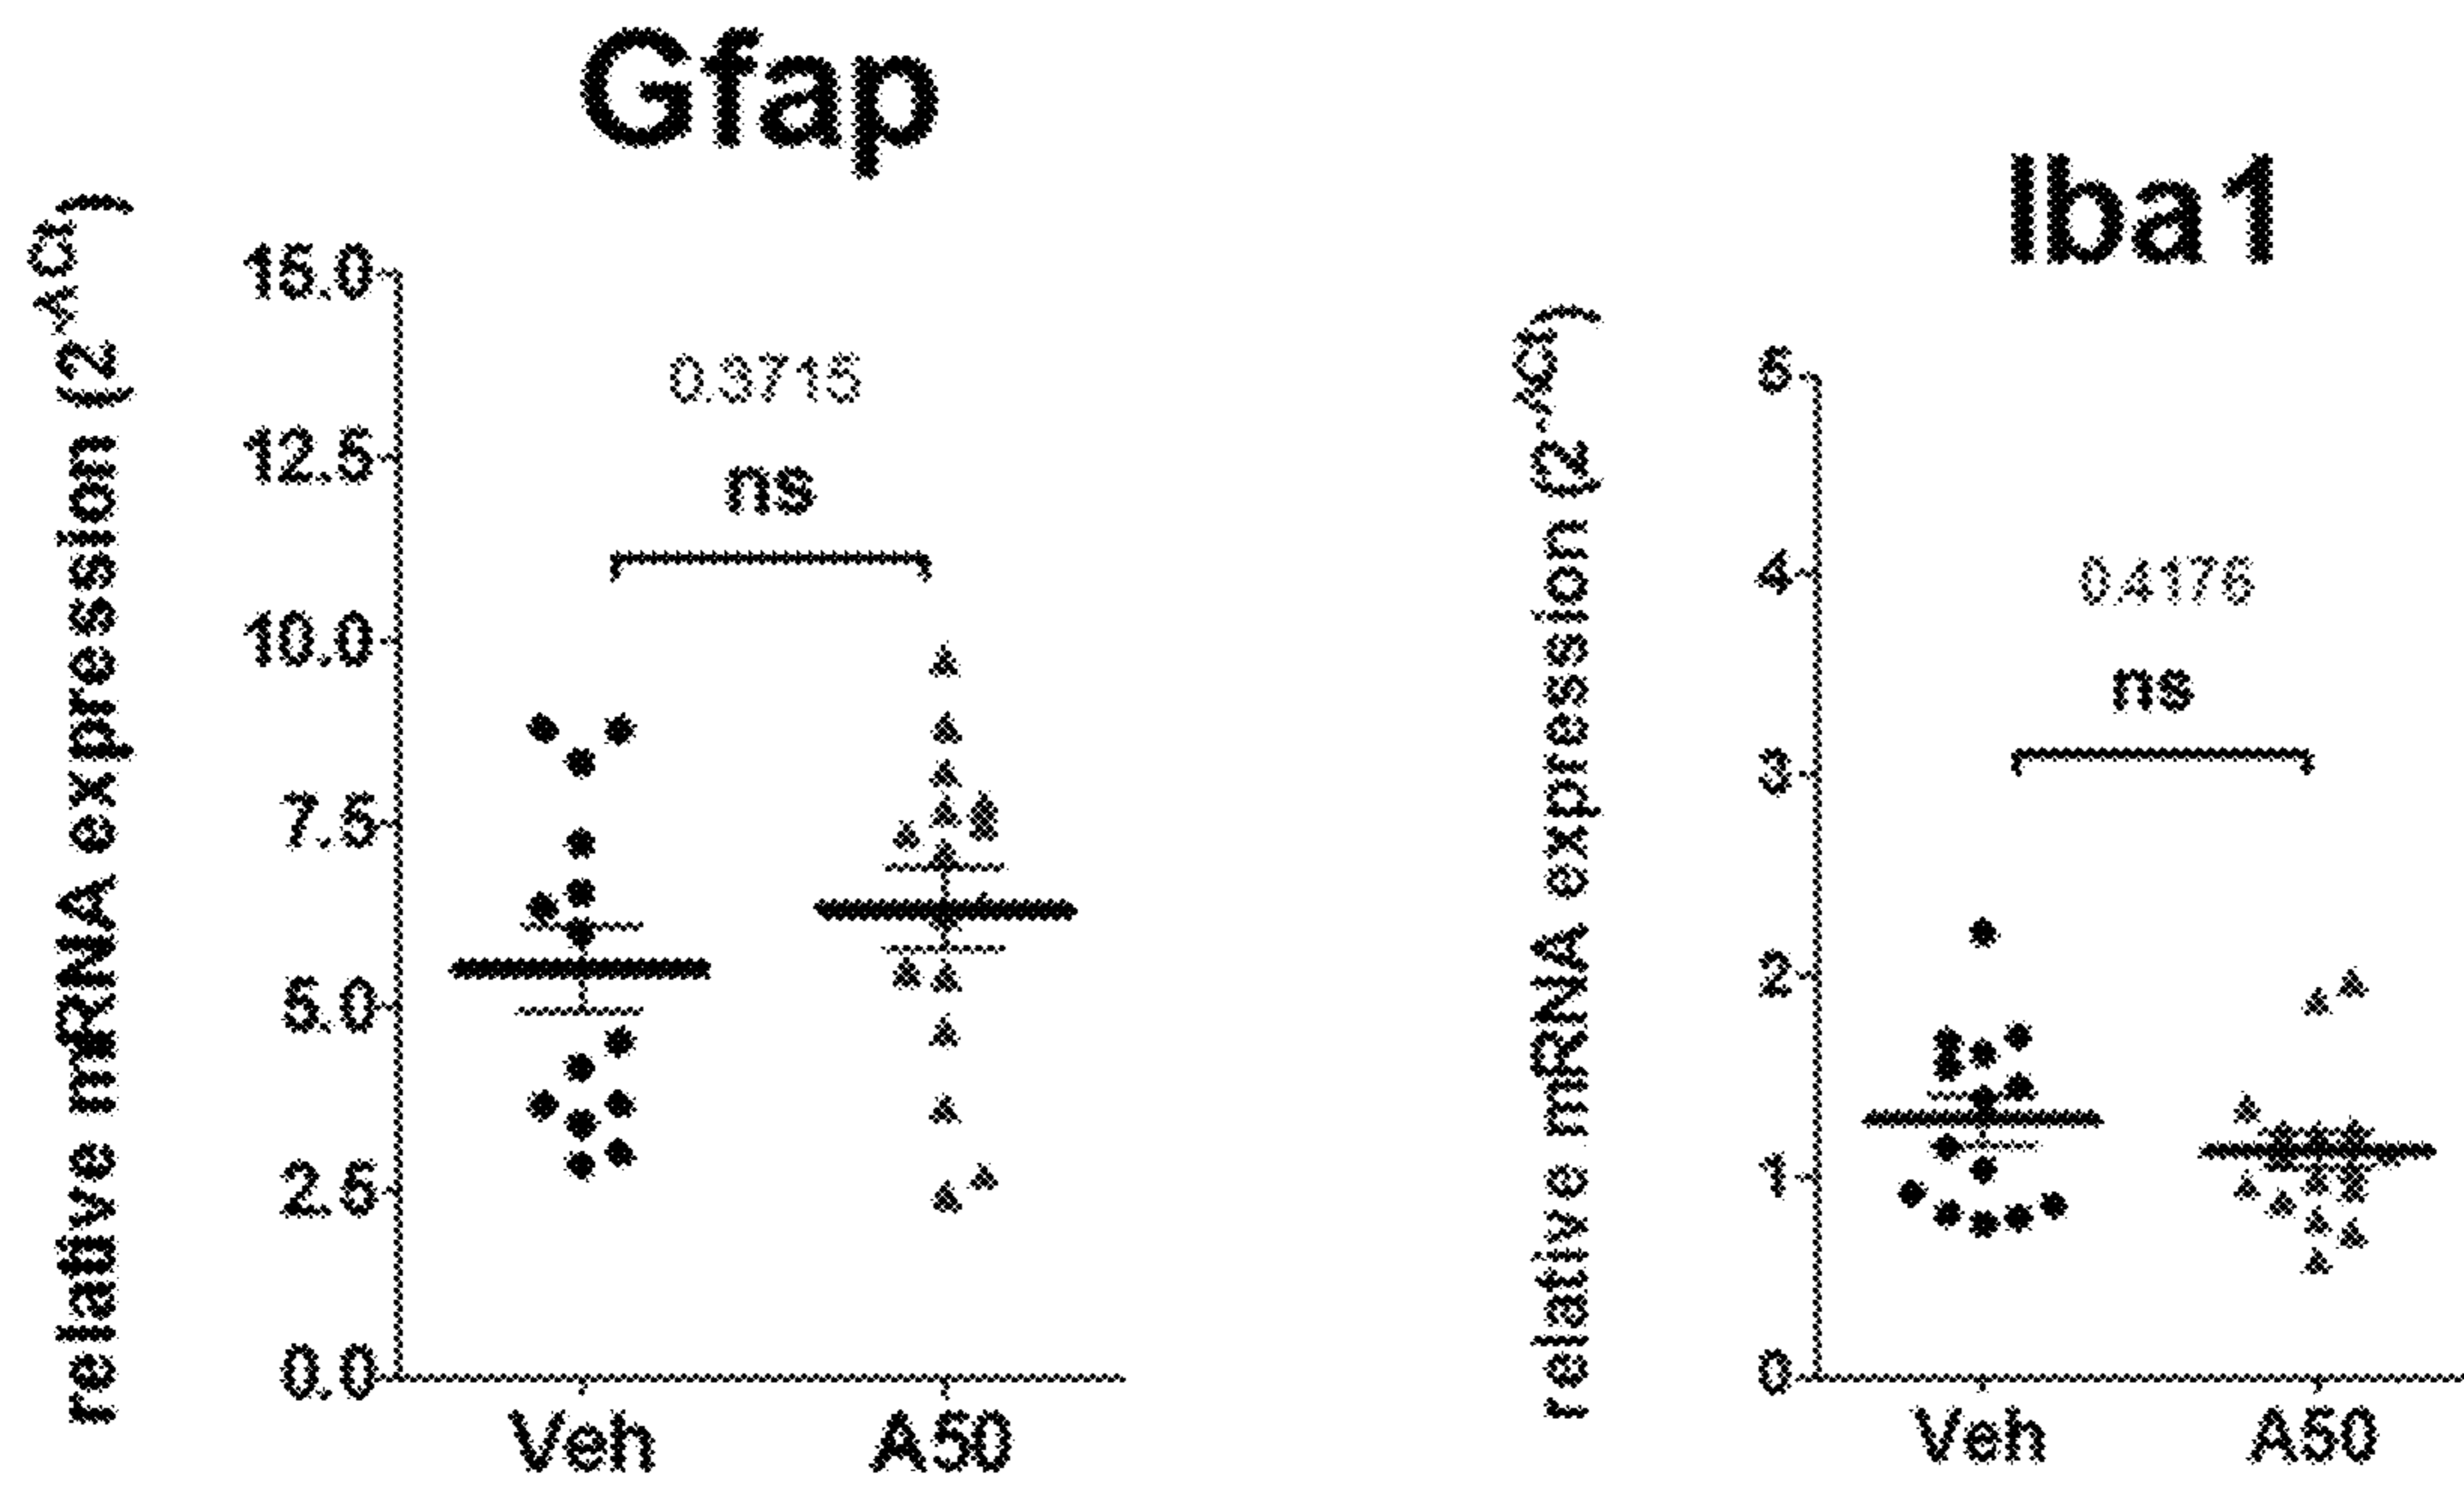 Gfap
relative mRNA expression (2^ΔCt)
15.0
12.5
10.0
7.5
5.0
2.5
0.0
0.3715
ns
Veh A50
Iba1
relative mRNA expression (2
5
4
3
2
1
0
0.4176
ns
Veh A50